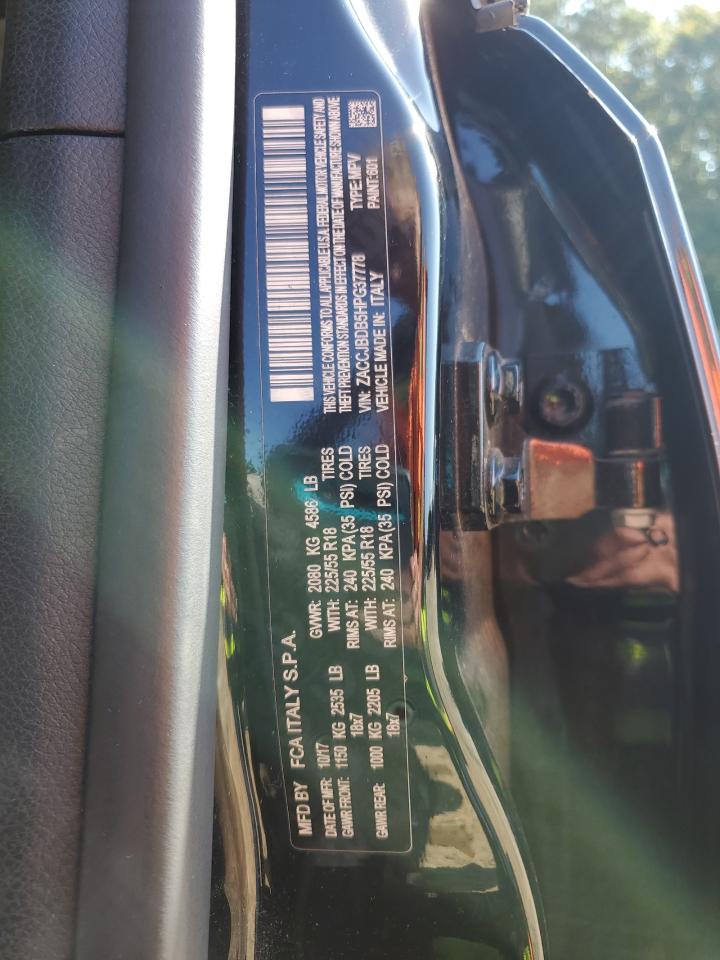 THIS VEHICLE CONFORMS TO ALL APPLICABLE U.S.A. FEDERAL MOTOR VEHICLE SAFETY AND
THEFT PREVENTION STANDARDS IN EFFECT ON THE DATE OF MANUFACTURE SHOWN ABOVE
VIN: ZACCJBDB5HPG37778 TYPE:MPV
VEHICLE MADE IN: ITALY PAINT:601
MFD BY FCA ITALY S.P.A.
DATE OF MFR: 10/17 GVWR: 2080 KG 4586 LB
GAWR FRONT: 1150 KG 2535 LB WITH: 225/55 R18 TIRES
18x7 RIMS AT: 240 KPA(35 PSI) COLD
GAWR REAR: 1000 KG 2205 LB WITH: 225/55 R18 TIRES
18x7 RIMS AT: 240 KPA(35 PSI) COLD